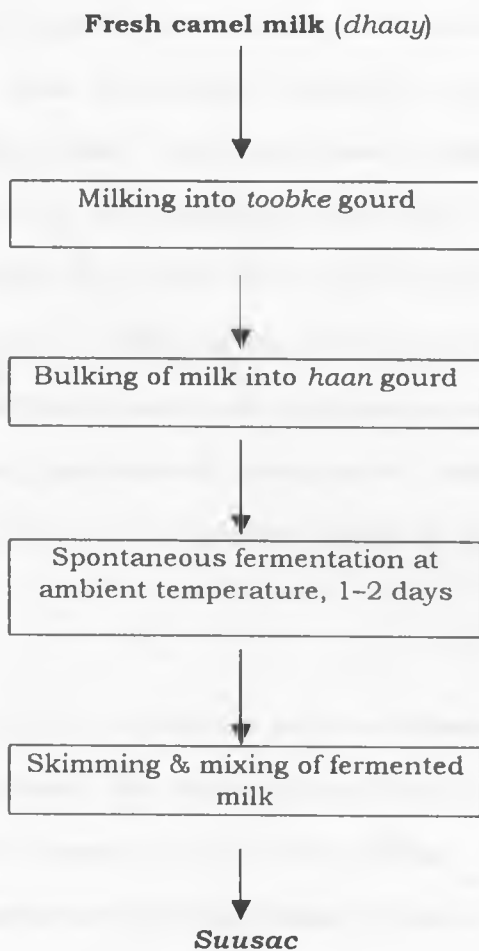 Fresh camel milk (dhaay)
Milking into toobke gourd
Bulking of milk into haan gourd
Spontaneous fermentation at
ambient temperature, 1–2 days
Skimming & mixing of fermented
milk
Suusac